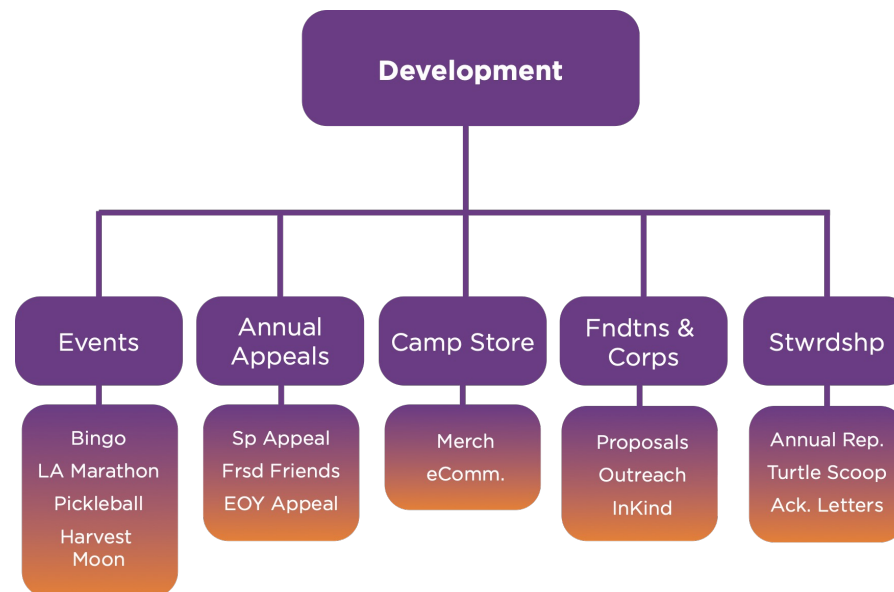 Development
Events
Annual
Appeals
Camp Store
Fndtns &
Corps
Stwrdshp
Bingo
LA Marathon
Pickleball
Harvest
Moon
Sp Appeal
Frsd Friends
EOY Appeal
Merch
eComm.
Proposals
Outreach
InKind
Annual Rep.
Turtle Scoop
Ack. Letters